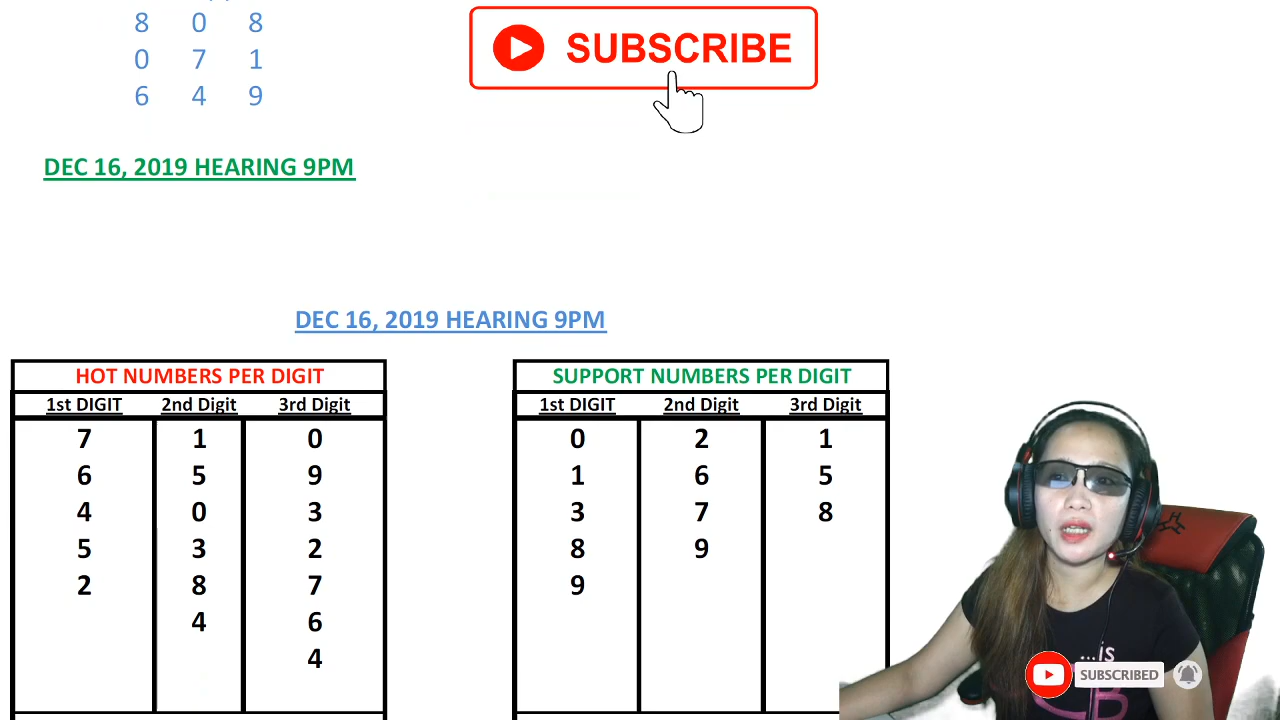 8 0 8
0 7 1
6 4 9
SUBSCRIBE
DEC 16, 2019 HEARING 9PM
DEC 16, 2019 HEARING 9PM
HOT NUMBERS PER DIGIT
1st DIGIT 2nd Digit 3rd Digit
7 1 0
6 5 9
4 0 3
5 3 2
2 8 7
4 6
4
SUPPORT NUMBERS PER DIGIT
1st DIGIT 2nd Digit 3rd Digit
0 2 1
1 6 5
3 7 8
8 9
9
...is
SUBSCRIBED